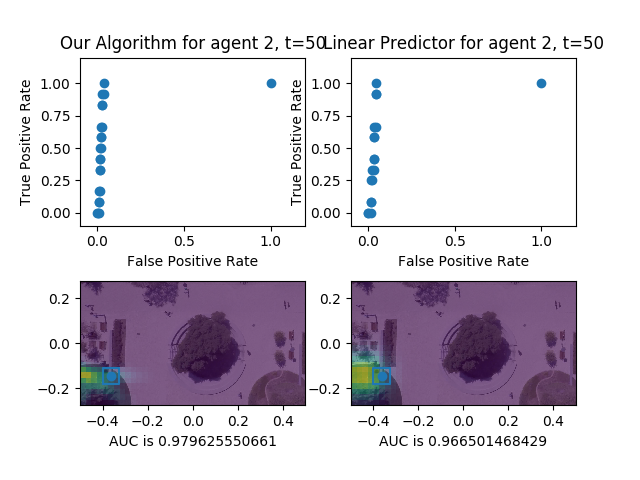 Our Algorithm for agent 2, t=50
Linear Predictor for agent 2, t=50
True Positive Rate
1.00
0.75
0.50
0.25
0.00
0.0 0.5 1.0
False Positive Rate
True Positive Rate
1.00
0.75
0.50
0.25
0.00
0.0 0.5 1.0
False Positive Rate
0.2
0.0
−0.2
−0.4 −0.2 0.0 0.2 0.4
AUC is 0.979625550661
0.2
0.0
−0.2
−0.4 −0.2 0.0 0.2 0.4
AUC is 0.966501468429